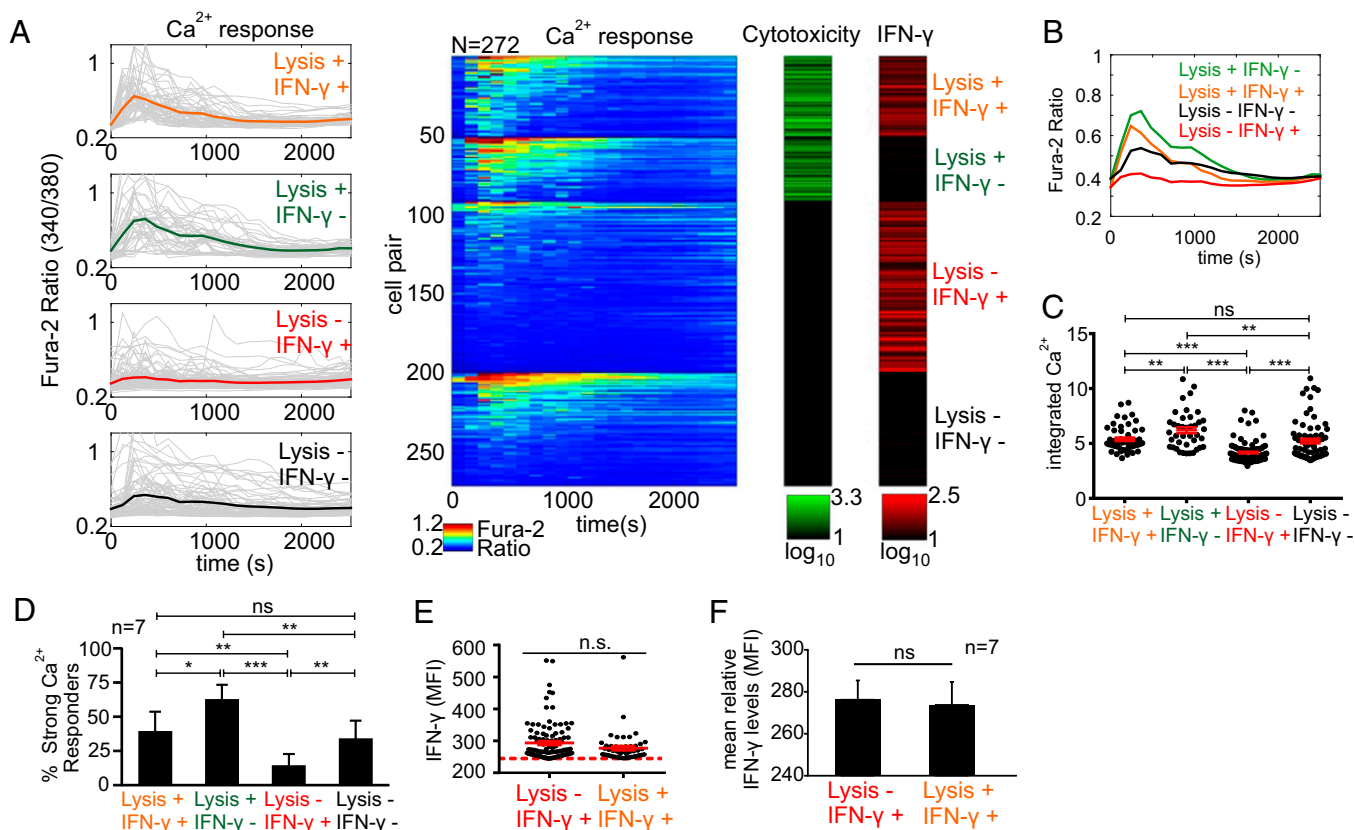 A
Ca2+ response
Lysis +
IFN-γ +
1
0.2
0 1000 2000
Lysis +
IFN-γ -
1
0.2
0 1000 2000
Lysis -
IFN-γ +
1
0.2
0 1000 2000
Lysis -
IFN-γ -
1
0.2
0 1000 2000
time (s)
Fura-2 Ratio (340/380)
N=272
Ca2+ response
Cytotoxicity
IFN-γ
cell pair
50
100
150
200
250
0 1000 2000
time(s)
1.2
0.2
Fura-2
Ratio
3.3
1
log10
2.5
1
log10
Lysis +
IFN-γ +
Lysis +
IFN-γ -
Lysis -
IFN-γ +
Lysis -
IFN-γ -
B
Fura-2 Ratio
1
0.8
0.6
0.4
0.2
Lysis + IFN-γ -
Lysis + IFN-γ +
Lysis - IFN-γ -
Lysis - IFN-γ +
0 1000 2000
time (s)
C
integrated Ca2+
15
10
5
0
ns
**
***
** *** ***
Lysis + Lysis + Lysis - Lysis -
IFN-γ + IFN-γ - IFN-γ + IFN-γ -
D
n=7
% Strong Ca2+
Responders
100
75
50
25
0
ns
**
**
* *** **
Lysis + Lysis + Lysis - Lysis -
IFN-γ + IFN-γ - IFN-γ + IFN-γ -
E
IFN-γ (MFI)
600
500
400
300
200
n.s.
Lysis - Lysis +
IFN-γ + IFN-γ +
F
mean relative
IFN-γ levels (MFI)
300
280
260
240
ns
n=7
Lysis - Lysis +
IFN-γ + IFN-γ +